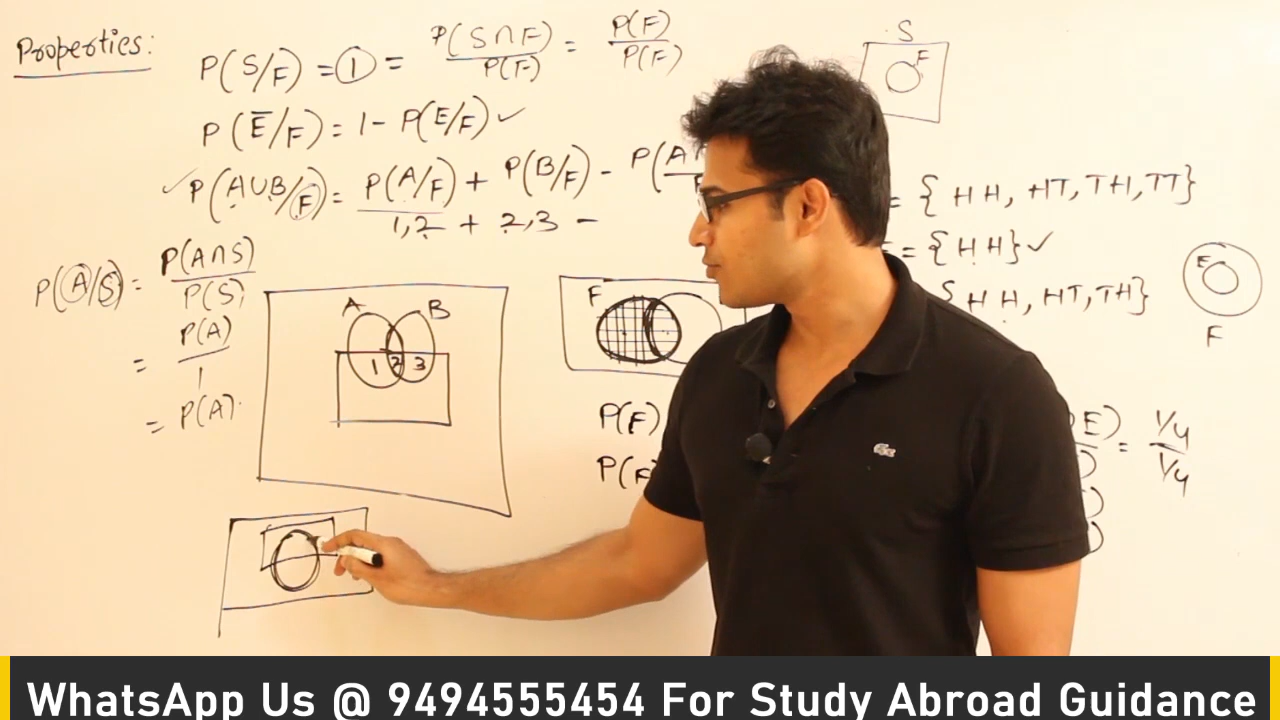 Properties:
P(S/F) = 1 = P(S∩F)/P(F) = P(F)/P(F)
P(E̅/F) = 1 - P(E/F) ✓
✓ P(A∪B/F) = P(A/F) + P(B/F) - P(A
1,2 + 2,3 -
P(A/S) = P(A∩S)/P(S)
= P(A)/1
= P(A).
A B
1 2 3
S
F
= { HH, HT, TH, TT}
= {HH} ✓
HH, HT, TH}
E
F
F
P(F)
E) = 1/4 / 1/4
WhatsApp Us @ 9494555454 For Study Abroad Guidance